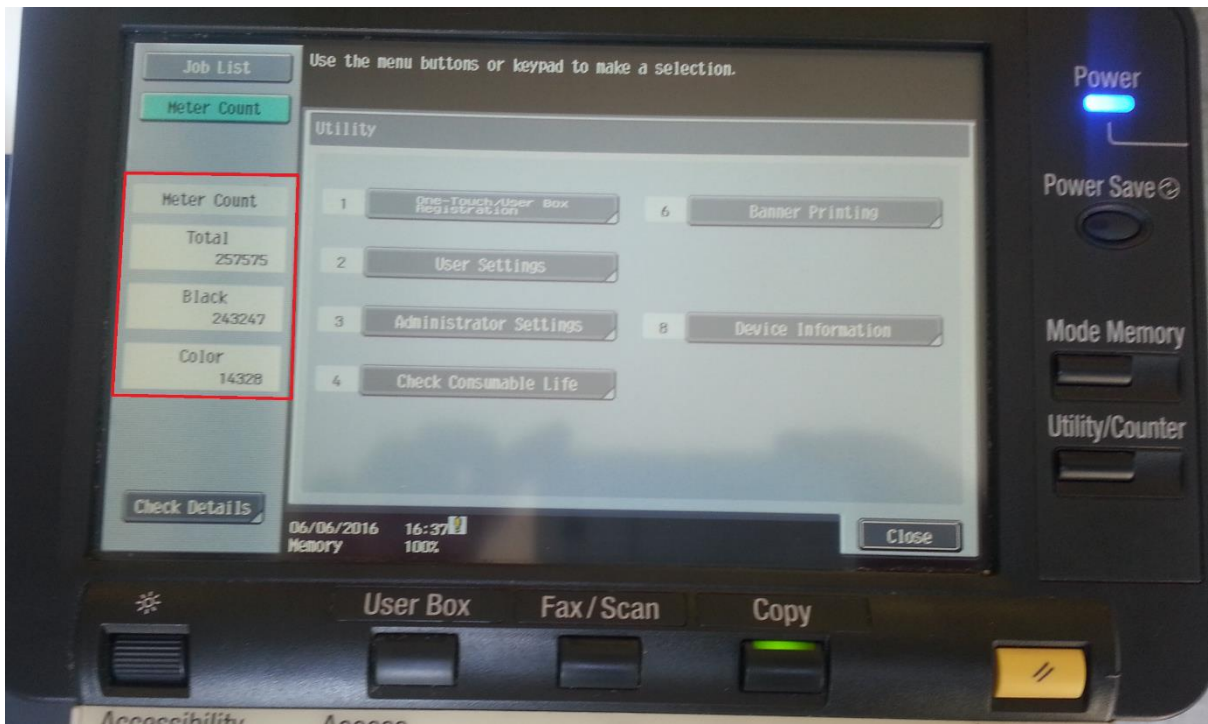 Job List
Use the menu buttons or keypad to make a selection.
Meter Count
Utility
Meter Count
Total
257575
Black
243247
Color
14328
1 One-Touch/User Box
Registration
2 User Settings
3 Administrator Settings
4 Check Consumable Life
6 Banner Printing
8 Device Information
Check Details
06/06/2016 16:37
Memory 100%
Close
Power
Power Save
Mode Memory
Utility/Counter
User Box
Fax/Scan
Copy
Accessibility
Access